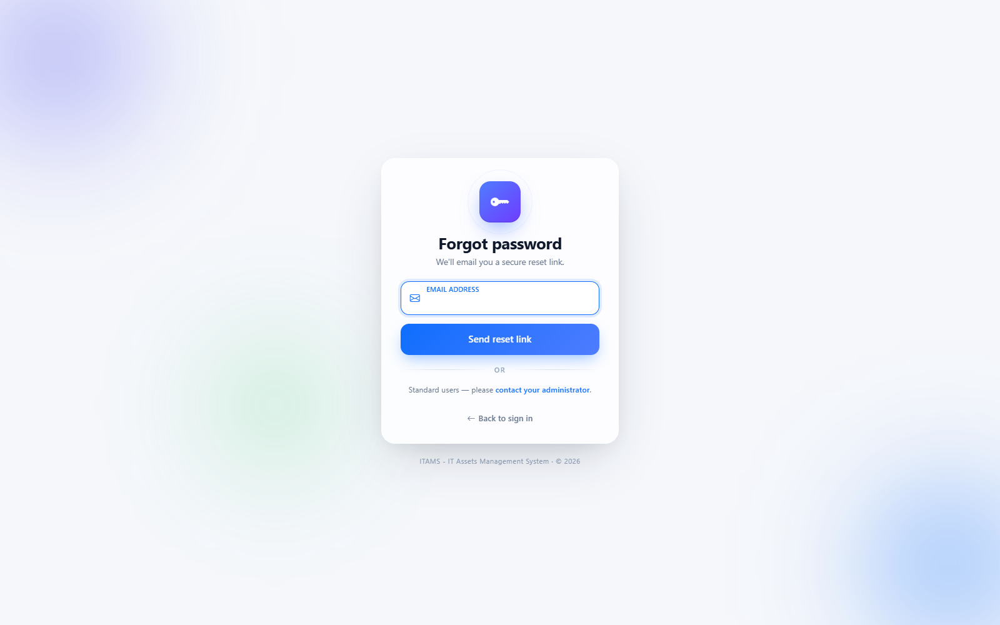 Forgot password
We'll email you a secure reset link.
EMAIL ADDRESS
Send reset link
OR
Standard users — please contact your administrator.
← Back to sign in
ITAMS - IT Assets Management System · © 2026